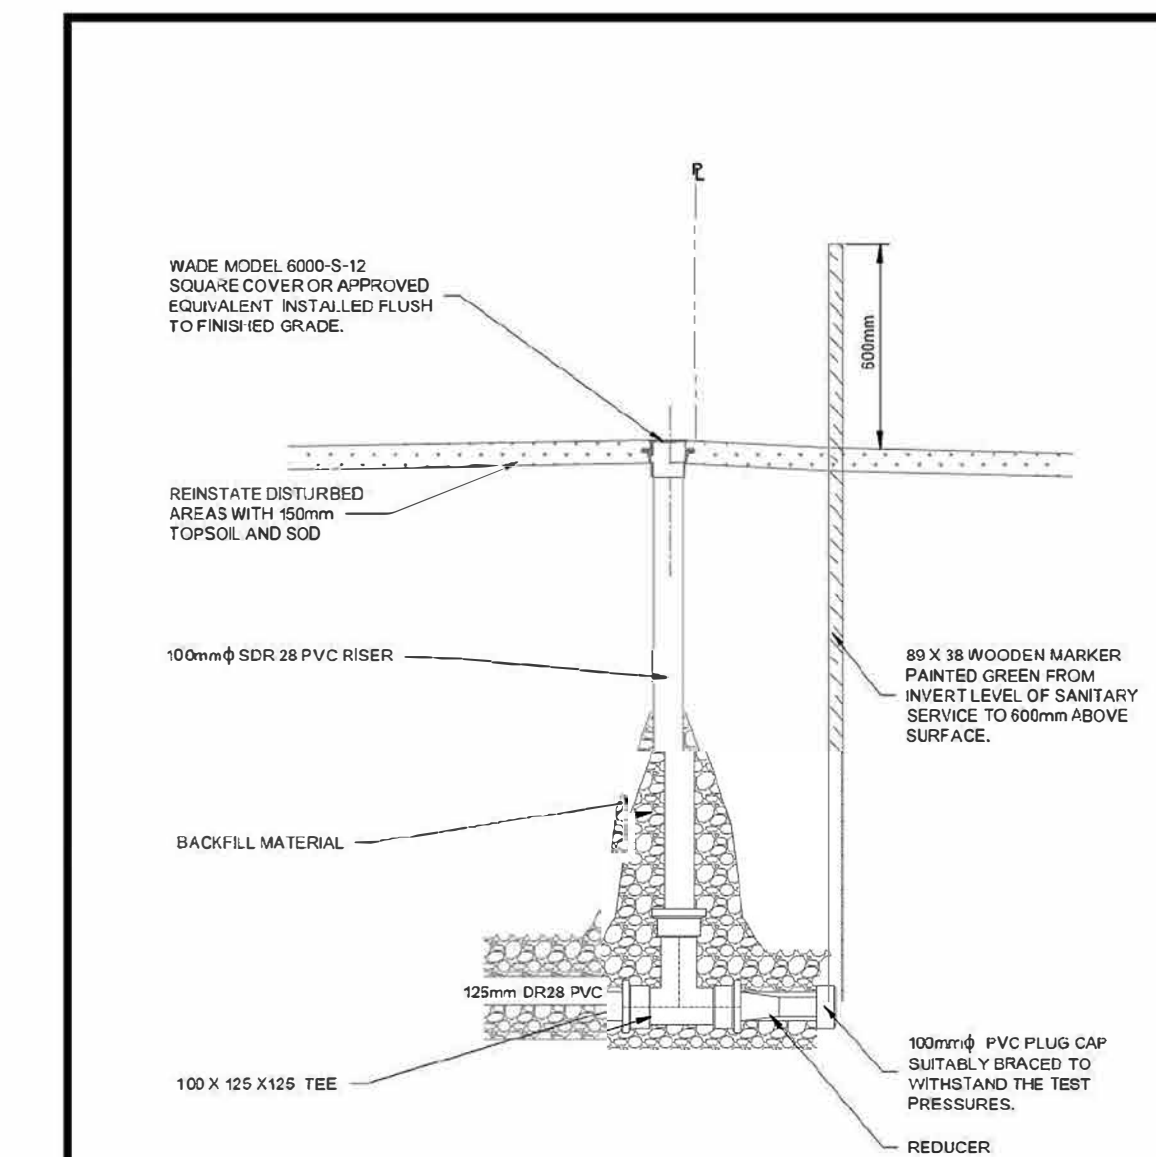 PL
WADE MODEL 6000-S-12
SQUARE COVER OR APPROVED
EQUIVALENT INSTALLED FLUSH
TO FINISHED GRADE.
600mm
REINSTATE DISTURBED
AREAS WITH 150mm
TOPSOIL AND SOD
100mmϕ SDR 28 PVC RISER
89 X 38 WOODEN MARKER
PAINTED GREEN FROM
INVERT LEVEL OF SANITARY
SERVICE TO 600mm ABOVE
SURFACE.
BACKFILL MATERIAL
125mm DR28 PVC
100 X 125 X125 TEE
100mmϕ PVC PLUG CAP
SUITABLY BRACED TO
WITHSTAND THE TEST
PRESSURES.
REDUCER